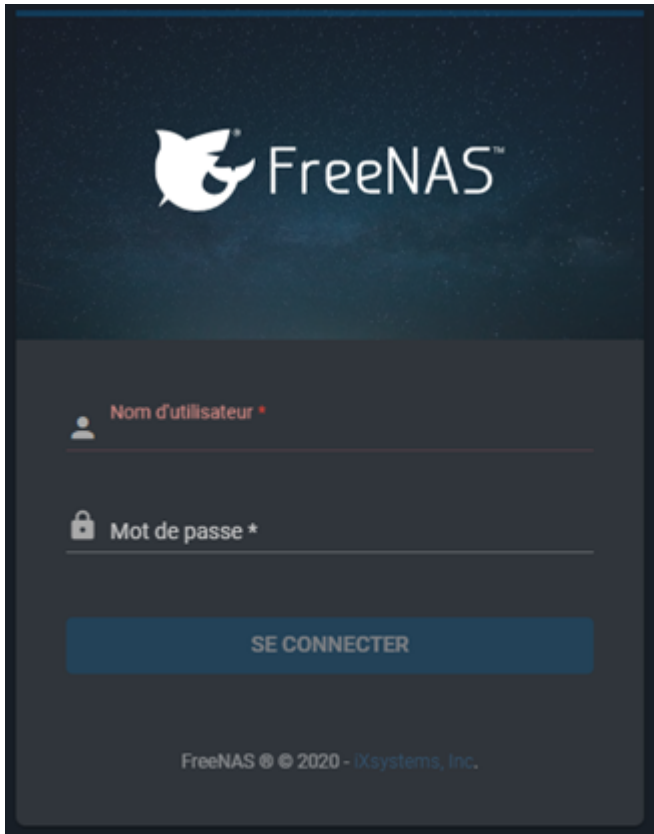 FreeNAS™
Nom d'utilisateur *
Mot de passe *
SE CONNECTER
FreeNAS ® © 2020 - iXsystems, Inc.